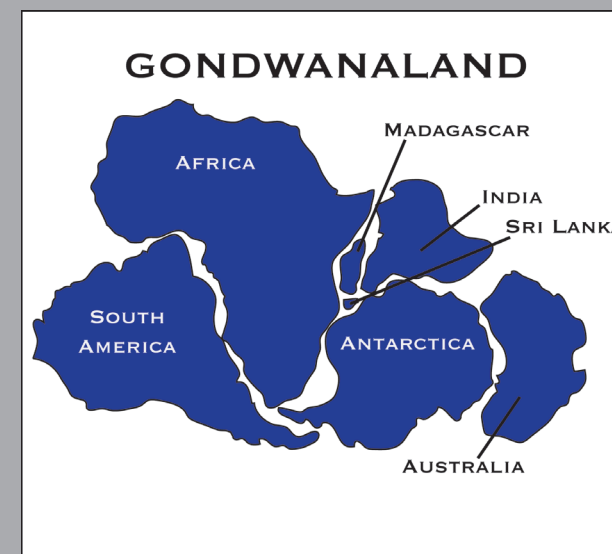 GONDWANALAND
MADAGASCAR
AFRICA
INDIA
SRI LANK
SOUTH
AMERICA
ANTARCTICA
AUSTRALIA